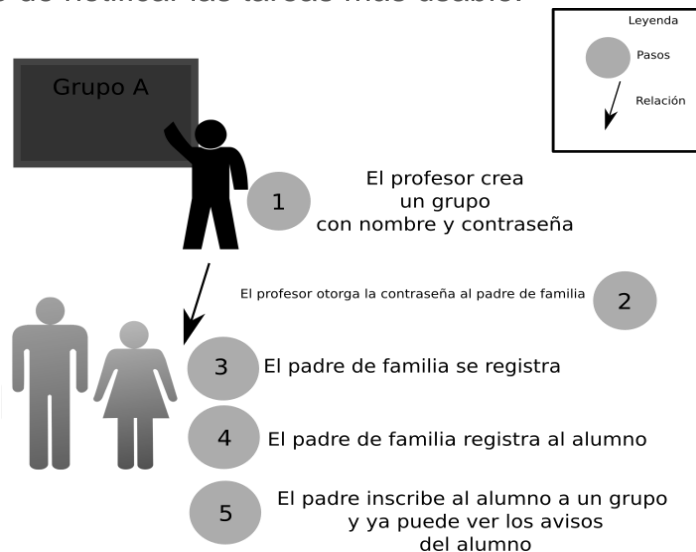 de notificar las tareas más usable.
Leyenda
Pasos
Relación
Grupo A
1
El profesor crea
un grupo
con nombre y contraseña
El profesor otorga la contraseña al padre de familia
2
3
El padre de familia se registra
4
El padre de familia registra al alumno
5
El padre inscribe al alumno a un grupo
y ya puede ver los avisos
del alumno